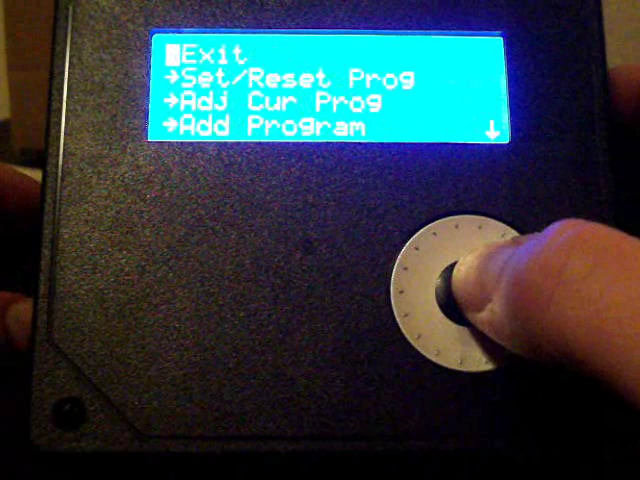 Exit
→Set/Reset Prog
→Adj Cur Prog
→Add Program ↓